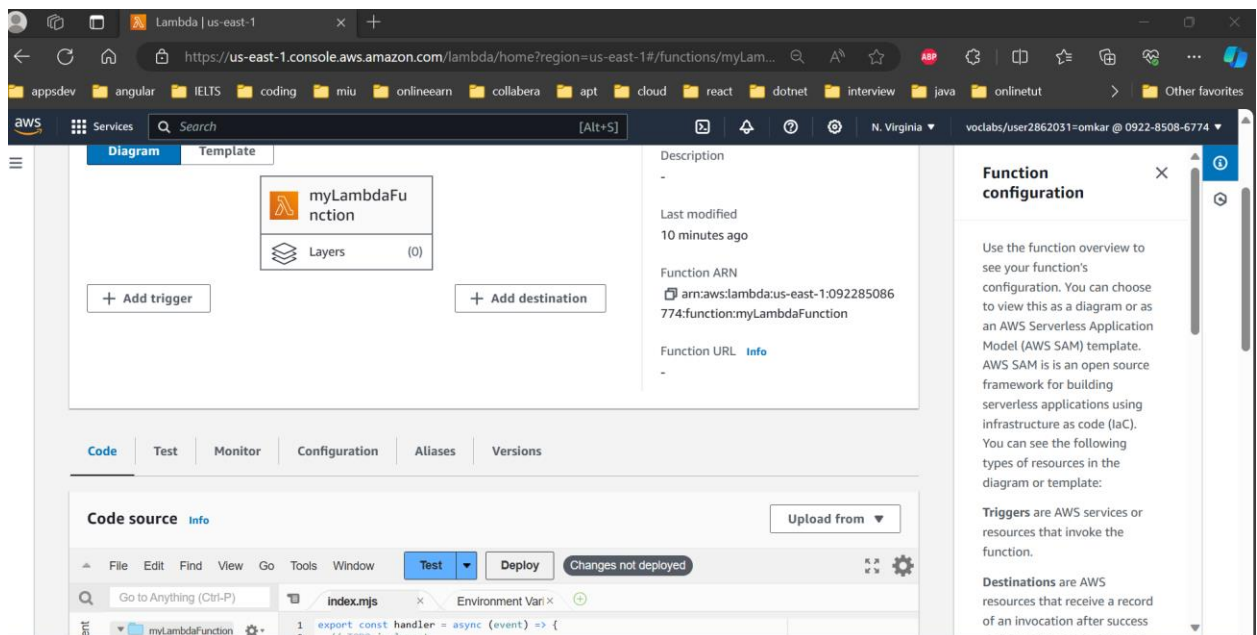 Lambda | us-east-1
https://us-east-1.console.aws.amazon.com/lambda/home?region=us-east-1#/functions/myLam...
ABP
appsdev angular IELTS coding miu onlineearn collabera apt cloud react dotnet interview java onlinetut Other favorites
aws Services Search [Alt+S] N. Virginia ▼ voclabs/user2862031=omkar @ 0922-8508-6774 ▼
Diagram Template
myLambdaFu
nction
Layers (0)
+ Add trigger
+ Add destination
Description
-
Last modified
10 minutes ago
Function ARN
arn:aws:lambda:us-east-1:092285086
774:function:myLambdaFunction
Function URL Info
-
Code Test Monitor Configuration Aliases Versions
Code source Info
Upload from ▼
File Edit Find View Go Tools Window Test Deploy Changes not deployed
Go to Anything (Ctrl-P)
index.mjs × Environment Vari ×
myLambdaFunction
1 export const handler = async (event) => {
Function
configuration
Use the function overview to
see your function's
configuration. You can choose
to view this as a diagram or as
an AWS Serverless Application
Model (AWS SAM) template.
AWS SAM is is an open source
framework for building
serverless applications using
infrastructure as code (IaC).
You can see the following
types of resources in the
diagram or template:
Triggers are AWS services or
resources that invoke the
function.
Destinations are AWS
resources that receive a record
of an invocation after success